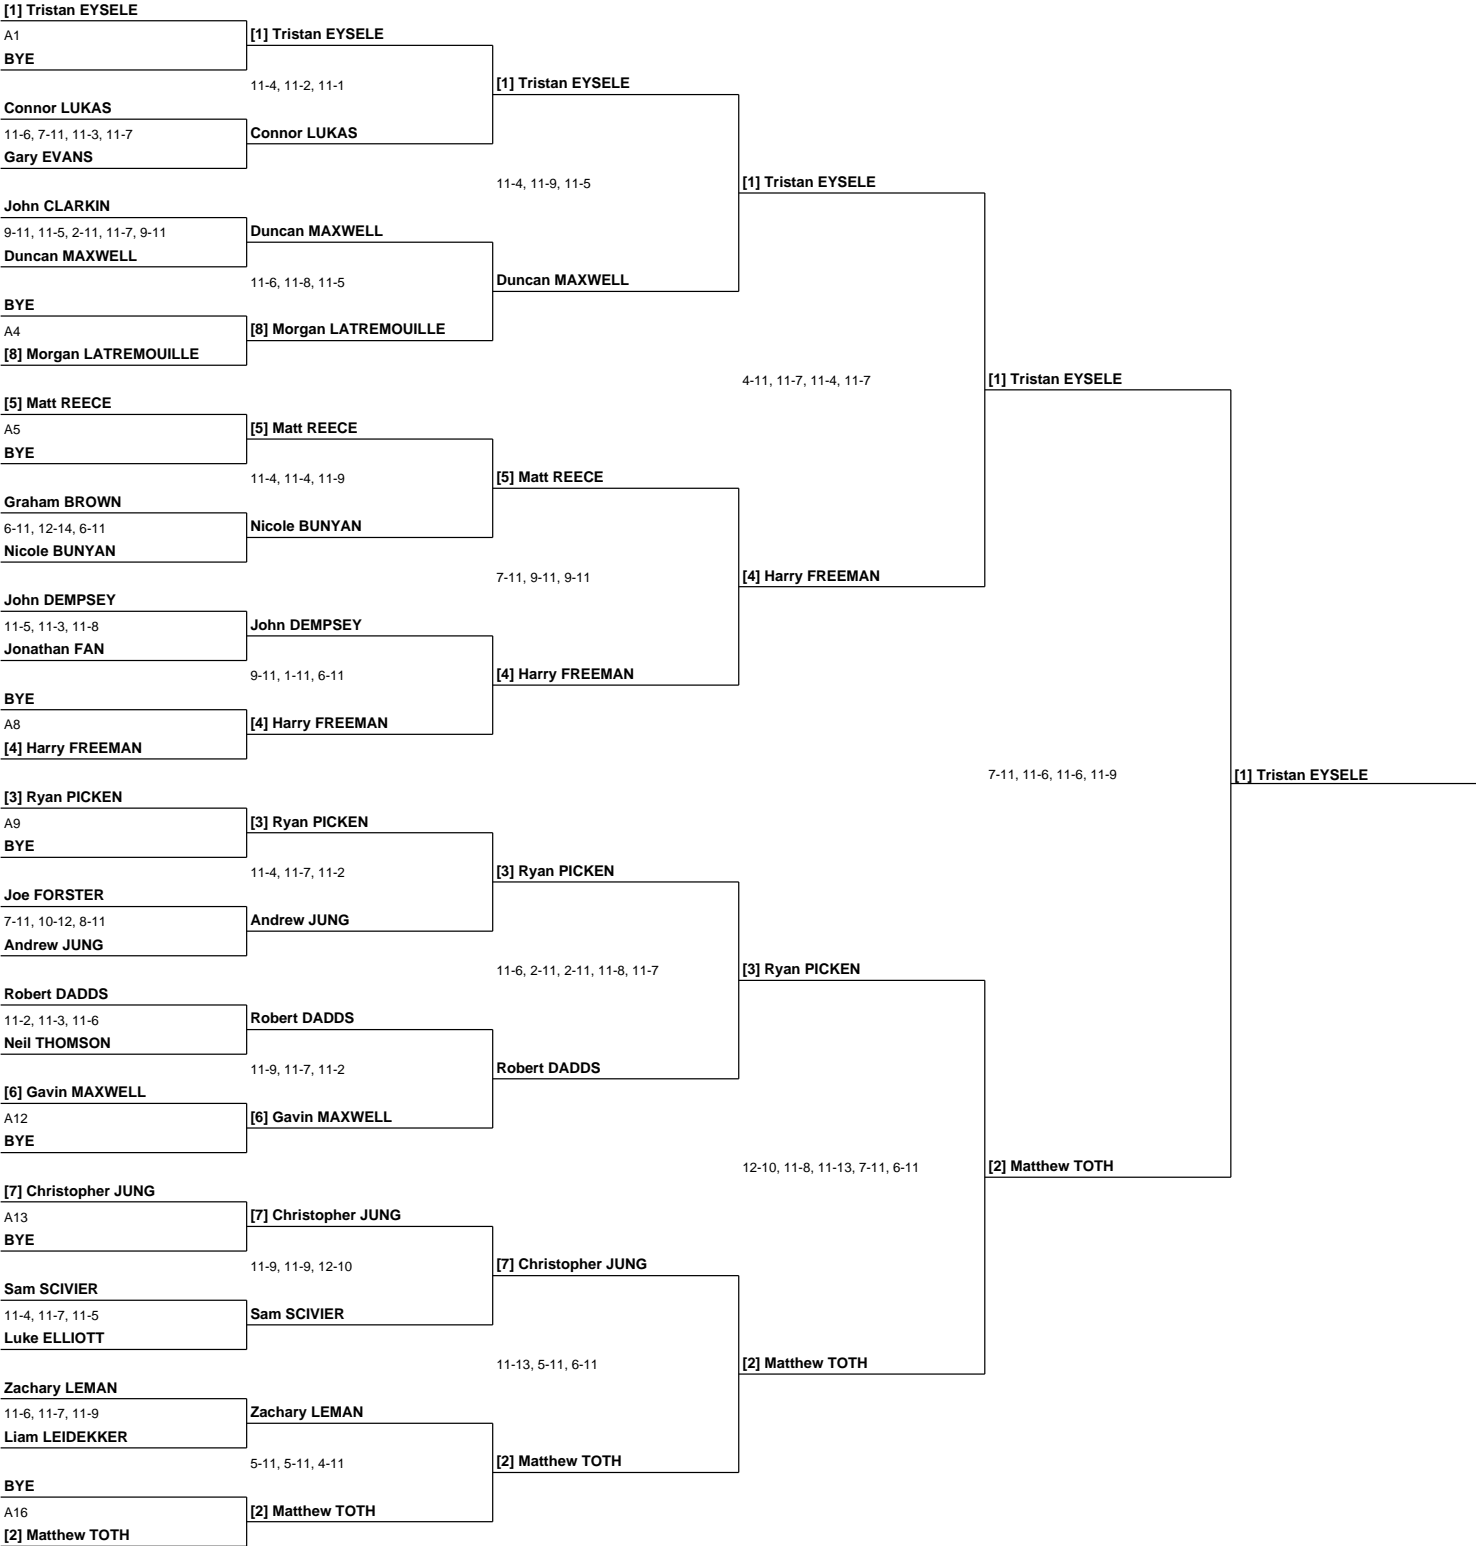 [1] Tristan EYSELE
A1
[1] Tristan EYSELE
BYE
11-4, 11-2, 11-1
[1] Tristan EYSELE
Connor LUKAS
11-6, 7-11, 11-3, 11-7
Connor LUKAS
Gary EVANS
11-4, 11-9, 11-5
[1] Tristan EYSELE
John CLARKIN
9-11, 11-5, 2-11, 11-7, 9-11
Duncan MAXWELL
Duncan MAXWELL
11-6, 11-8, 11-5
Duncan MAXWELL
BYE
A4
[8] Morgan LATREMOUILLE
[8] Morgan LATREMOUILLE
4-11, 11-7, 11-4, 11-7
[1] Tristan EYSELE
[5] Matt REECE
A5
[5] Matt REECE
BYE
11-4, 11-4, 11-9
[5] Matt REECE
Graham BROWN
6-11, 12-14, 6-11
Nicole BUNYAN
Nicole BUNYAN
7-11, 9-11, 9-11
[4] Harry FREEMAN
John DEMPSEY
11-5, 11-3, 11-8
John DEMPSEY
Jonathan FAN
9-11, 1-11, 6-11
[4] Harry FREEMAN
BYE
A8
[4] Harry FREEMAN
[4] Harry FREEMAN
7-11, 11-6, 11-6, 11-9
[1] Tristan EYSELE
[3] Ryan PICKEN
A9
[3] Ryan PICKEN
BYE
11-4, 11-7, 11-2
[3] Ryan PICKEN
Joe FORSTER
7-11, 10-12, 8-11
Andrew JUNG
Andrew JUNG
11-6, 2-11, 2-11, 11-8, 11-7
[3] Ryan PICKEN
Robert DADDS
11-2, 11-3, 11-6
Robert DADDS
Neil THOMSON
11-9, 11-7, 11-2
Robert DADDS
[6] Gavin MAXWELL
A12
[6] Gavin MAXWELL
BYE
12-10, 11-8, 11-13, 7-11, 6-11
[2] Matthew TOTH
[7] Christopher JUNG
A13
[7] Christopher JUNG
BYE
11-9, 11-9, 12-10
[7] Christopher JUNG
Sam SCIVIER
11-4, 11-7, 11-5
Sam SCIVIER
Luke ELLIOTT
11-13, 5-11, 6-11
[2] Matthew TOTH
Zachary LEMAN
11-6, 11-7, 11-9
Zachary LEMAN
Liam LEIDEKKER
5-11, 5-11, 4-11
[2] Matthew TOTH
BYE
A16
[2] Matthew TOTH
[2] Matthew TOTH